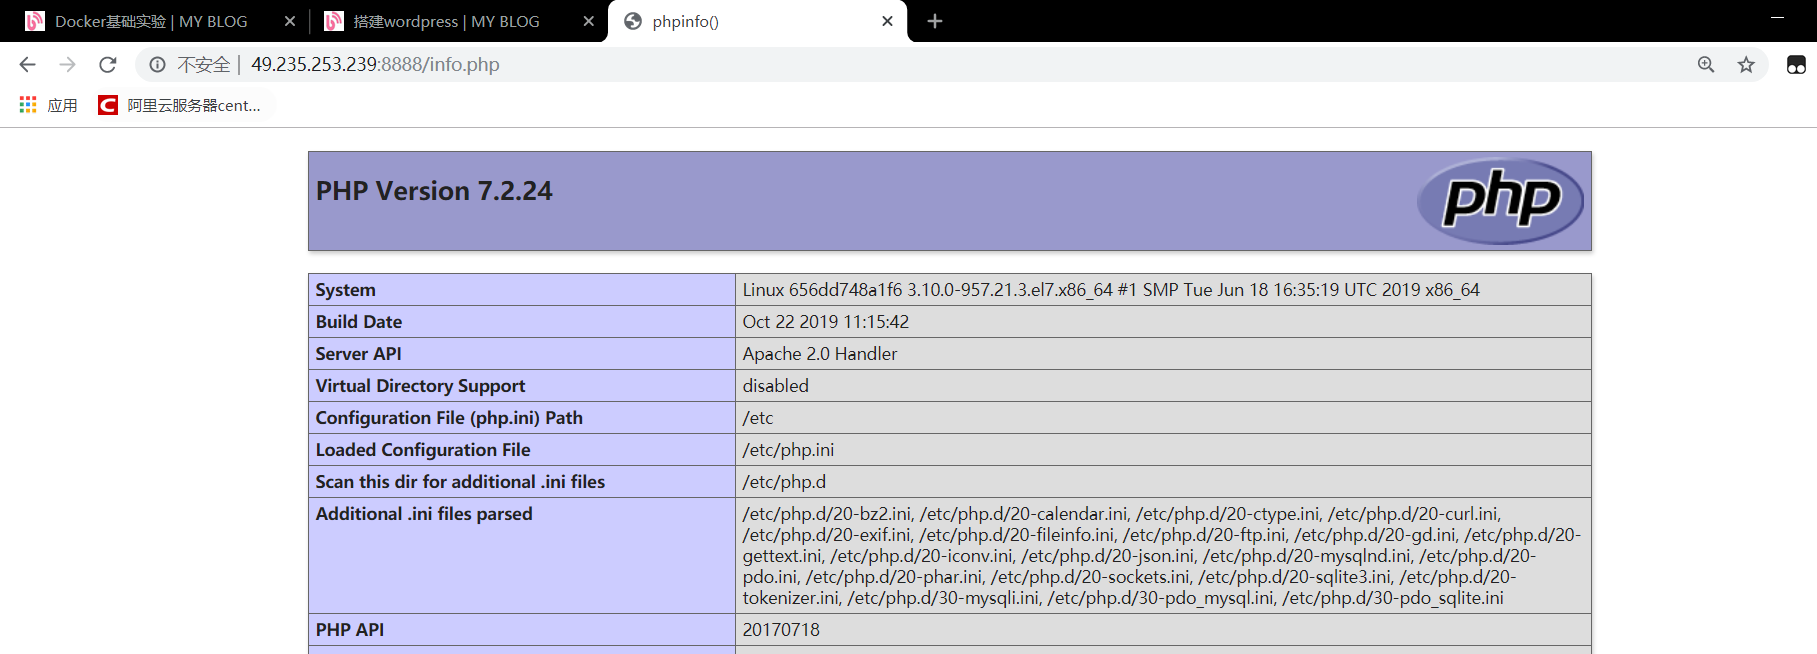 Docker基础实验 | MY BLOG
搭建wordpress | MY BLOG
phpinfo()
不安全 | 49.235.253.239:8888/info.php
应用
阿里云服务器cent...
PHP Version 7.2.24
php
System Linux 656dd748a1f6 3.10.0-957.21.3.el7.x86_64 #1 SMP Tue Jun 18 16:35:19 UTC 2019 x86_64
Build Date Oct 22 2019 11:15:42
Server API Apache 2.0 Handler
Virtual Directory Support disabled
Configuration File (php.ini) Path /etc
Loaded Configuration File /etc/php.ini
Scan this dir for additional .ini files /etc/php.d
Additional .ini files parsed /etc/php.d/20-bz2.ini, /etc/php.d/20-calendar.ini, /etc/php.d/20-ctype.ini, /etc/php.d/20-curl.ini,
/etc/php.d/20-exif.ini, /etc/php.d/20-fileinfo.ini, /etc/php.d/20-ftp.ini, /etc/php.d/20-gd.ini, /etc/php.d/20-
gettext.ini, /etc/php.d/20-iconv.ini, /etc/php.d/20-json.ini, /etc/php.d/20-mysqlnd.ini, /etc/php.d/20-
pdo.ini, /etc/php.d/20-phar.ini, /etc/php.d/20-sockets.ini, /etc/php.d/20-sqlite3.ini, /etc/php.d/20-
tokenizer.ini, /etc/php.d/30-mysqli.ini, /etc/php.d/30-pdo_mysql.ini, /etc/php.d/30-pdo_sqlite.ini
PHP API 20170718